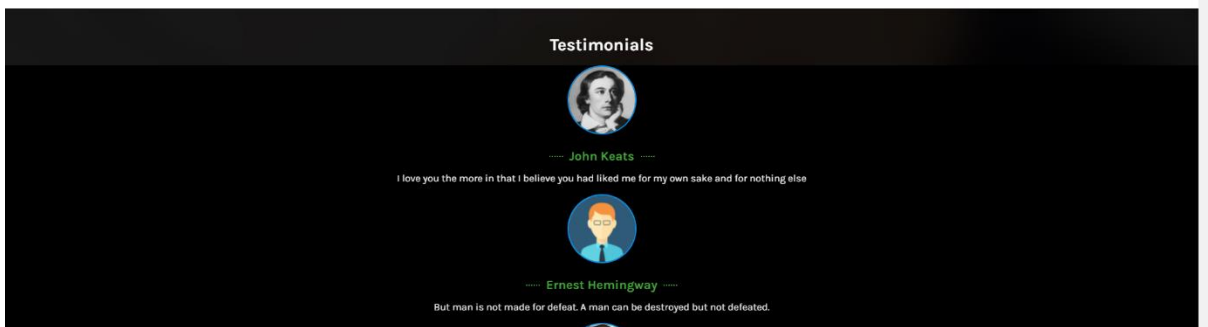 Testimonials
John Keats
I love you the more in that I believe you had liked me for my own sake and for nothing else
Ernest Hemingway
But man is not made for defeat. A man can be destroyed but not defeated.